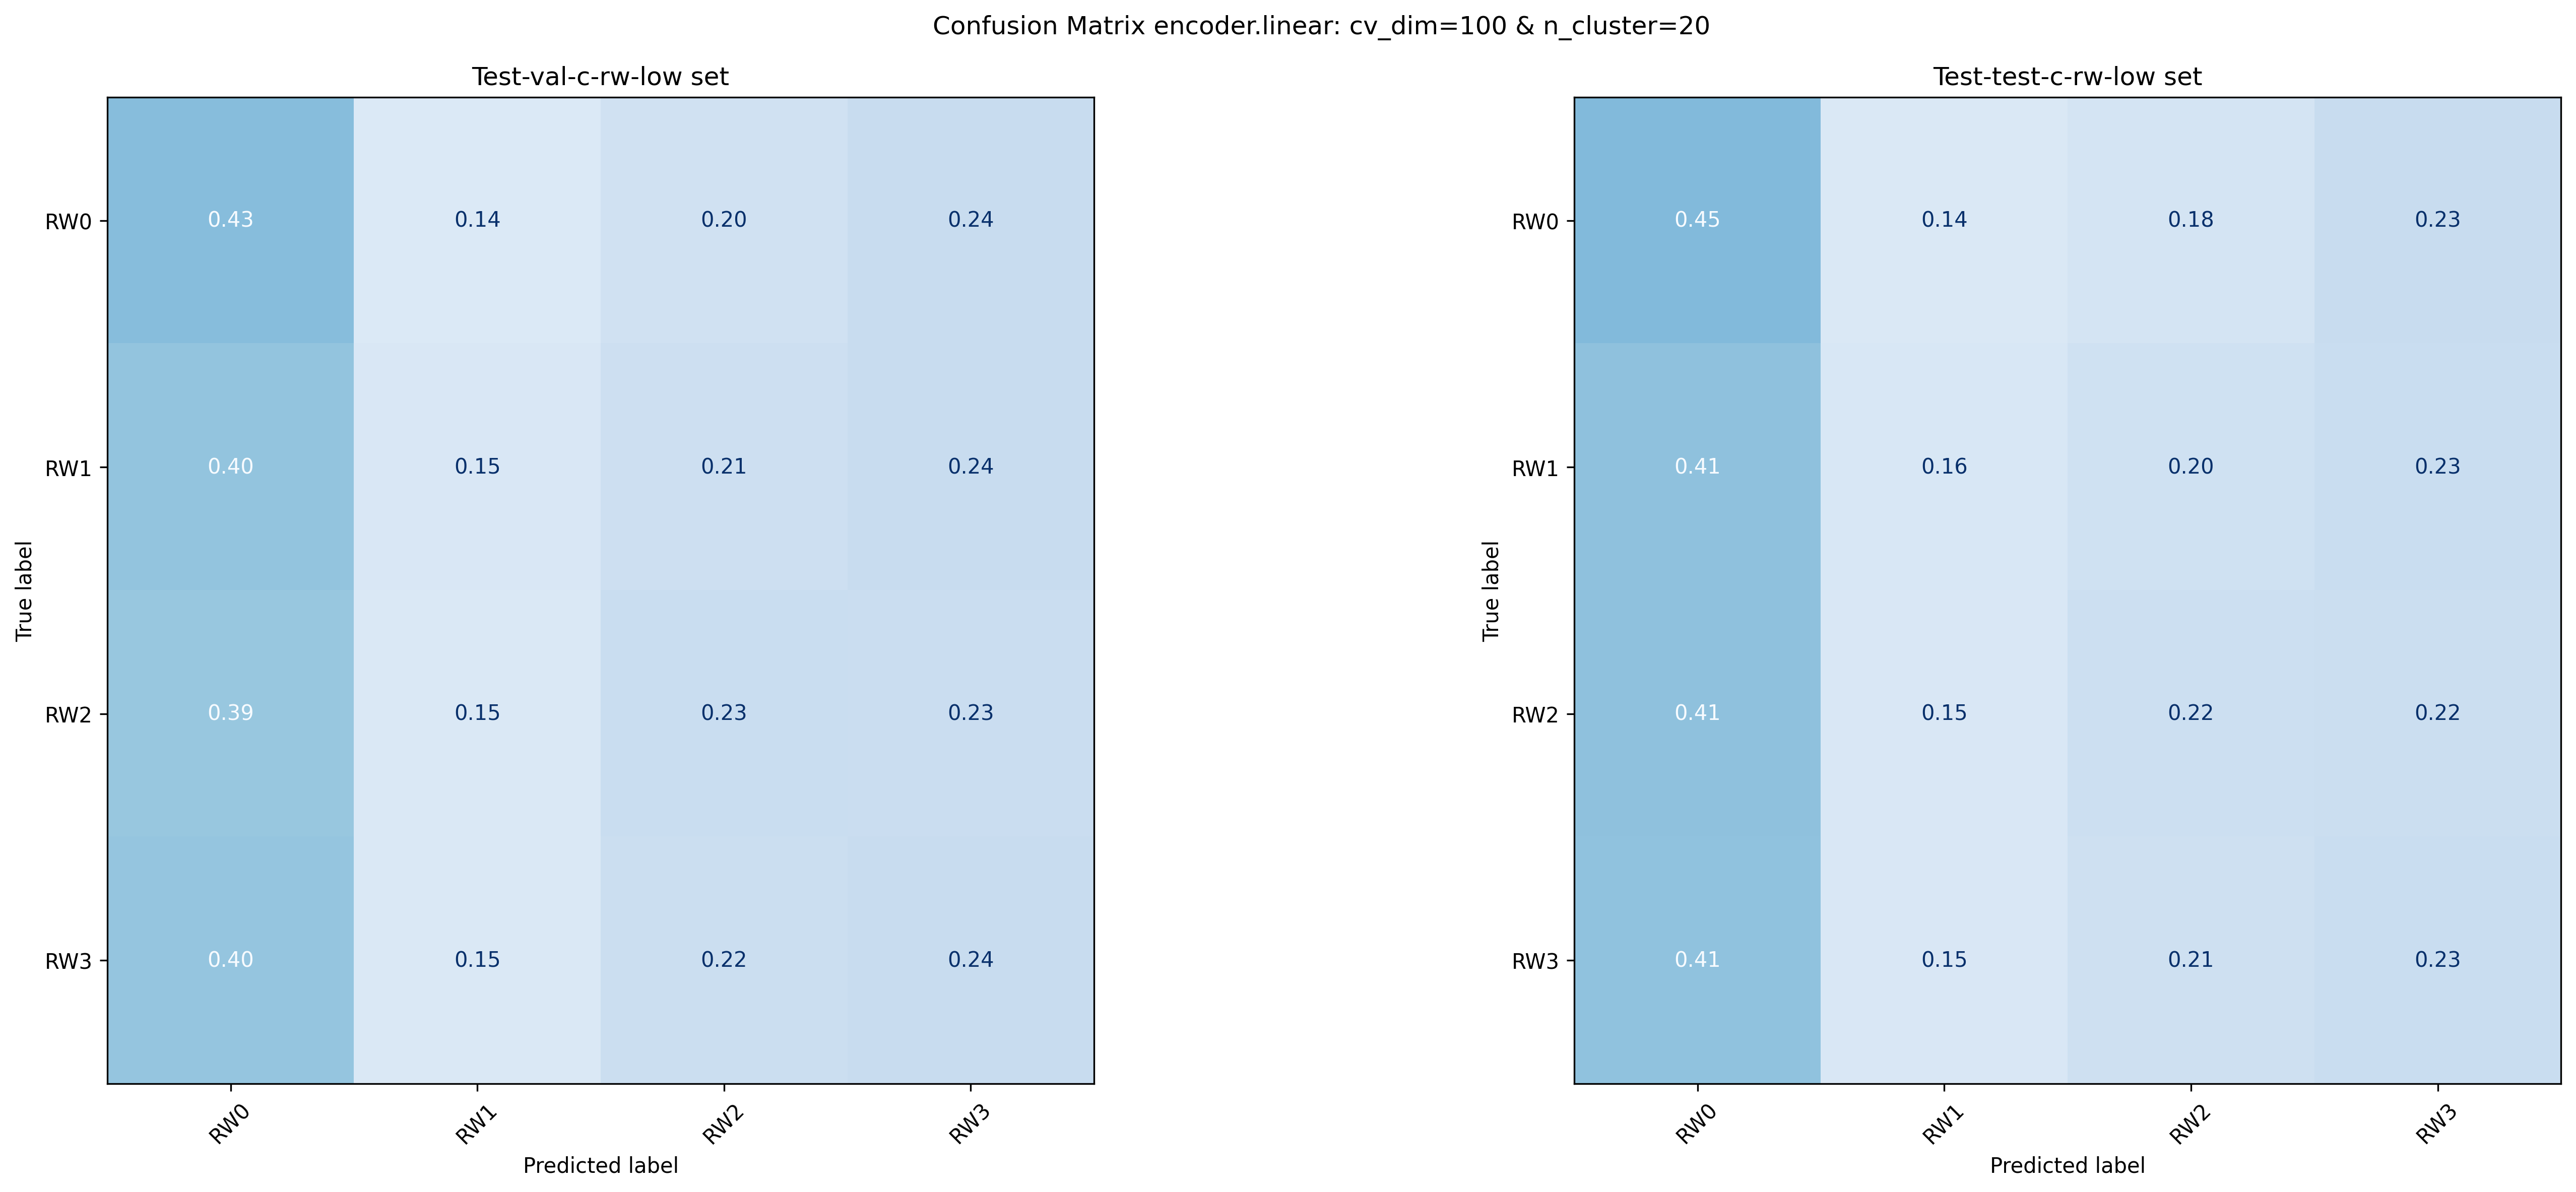 Confusion Matrix encoder.linear: cv_dim=100 & n_cluster=20
Test-val-c-rw-low set
True label
RW0 0.43 0.14 0.20 0.24
RW1 0.40 0.15 0.21 0.24
RW2 0.39 0.15 0.23 0.23
RW3 0.40 0.15 0.22 0.24
RW0 RW1 RW2 RW3
Predicted label
Test-test-c-rw-low set
True label
RW0 0.45 0.14 0.18 0.23
RW1 0.41 0.16 0.20 0.23
RW2 0.41 0.15 0.22 0.22
RW3 0.41 0.15 0.21 0.23
RW0 RW1 RW2 RW3
Predicted label